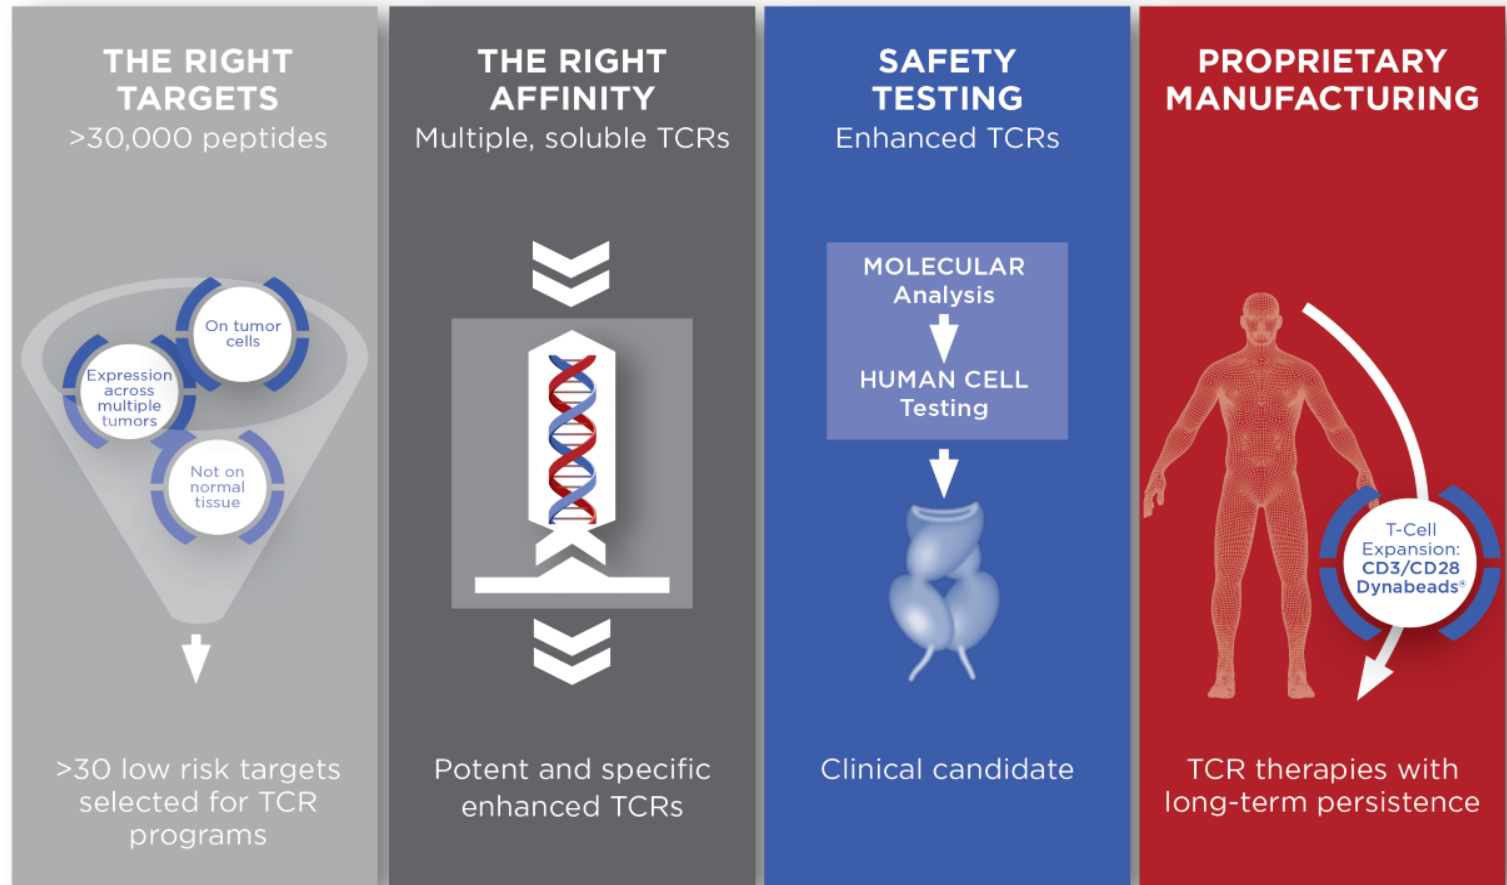 THE RIGHT
TARGETS
>30,000 peptides
On tumor
cells
Expression
across
multiple
tumors
Not on
normal
tissue
>30 low risk targets
selected for TCR
programs
THE RIGHT
AFFINITY
Multiple, soluble TCRs
Potent and specific
enhanced TCRs
SAFETY
TESTING
Enhanced TCRs
MOLECULAR
Analysis
HUMAN CELL
Testing
Clinical candidate
PROPRIETARY
MANUFACTURING
T-Cell
Expansion:
CD3/CD28
Dynabeads®
TCR therapies with
long-term persistence